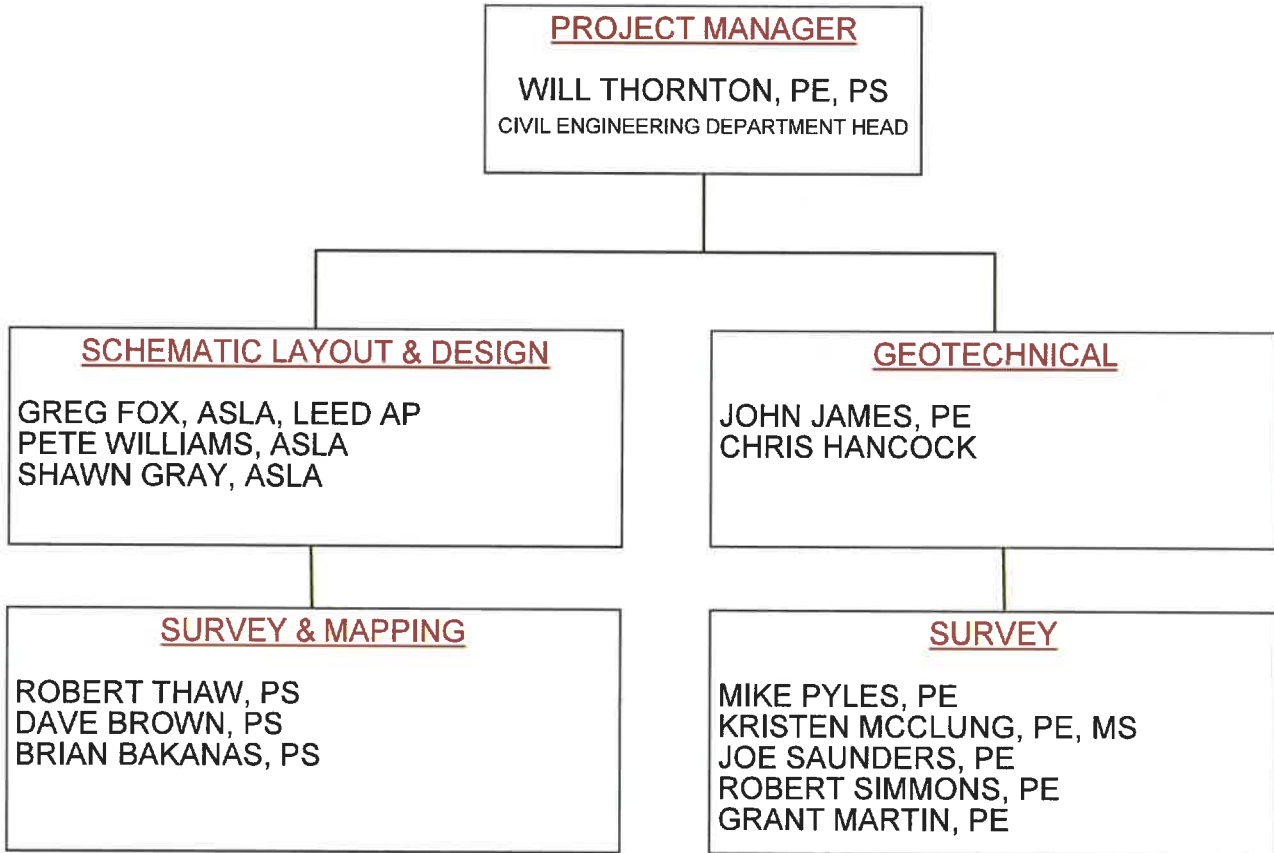 PROJECT MANAGER
WILL THORNTON, PE, PS
CIVIL ENGINEERING DEPARTMENT HEAD
SCHEMATIC LAYOUT & DESIGN
GREG FOX, ASLA, LEED AP
PETE WILLIAMS, ASLA
SHAWN GRAY, ASLA
GEOTECHNICAL
JOHN JAMES, PE
CHRIS HANCOCK
SURVEY & MAPPING
ROBERT THAW, PS
DAVE BROWN, PS
BRIAN BAKANAS, PS
SURVEY
MIKE PYLES, PE
KRISTEN MCCLUNG, PE, MS
JOE SAUNDERS, PE
ROBERT SIMMONS, PE
GRANT MARTIN, PE